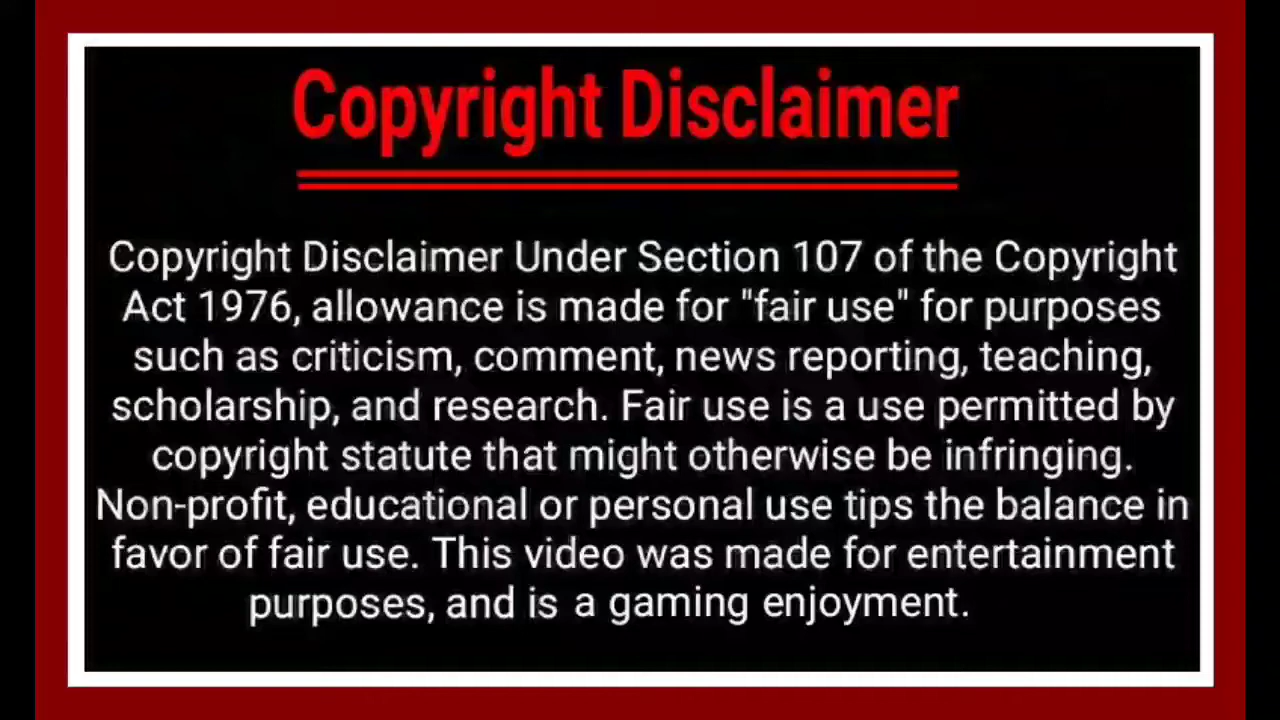 Copyright Disclaimer
Copyright Disclaimer Under Section 107 of the Copyright
Act 1976, allowance is made for "fair use" for purposes
such as criticism, comment, news reporting, teaching,
scholarship, and research. Fair use is a use permitted by
copyright statute that might otherwise be infringing.
Non-profit, educational or personal use tips the balance in
favor of fair use. This video was made for entertainment
purposes, and is a gaming enjoyment.